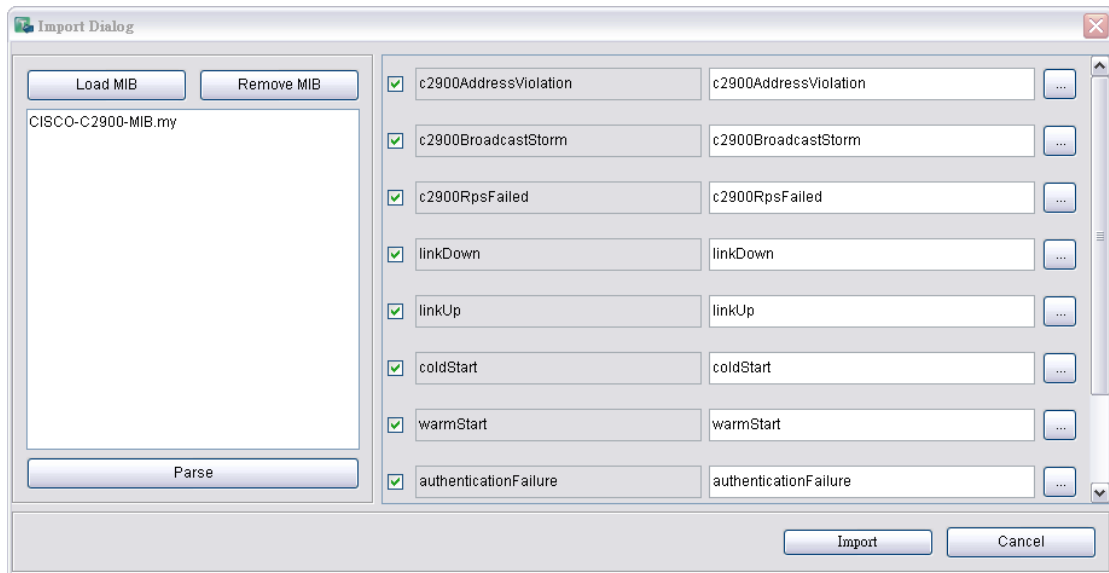 Import Dialog
Load MIB Remove MIB
CISCO-C2900-MIB.my
Parse
c2900AddressViolation c2900AddressViolation ...
c2900BroadcastStorm c2900BroadcastStorm ...
c2900RpsFailed c2900RpsFailed ...
linkDown linkDown ...
linkUp linkUp ...
coldStart coldStart ...
warmStart warmStart ...
authenticationFailure authenticationFailure ...
Import Cancel